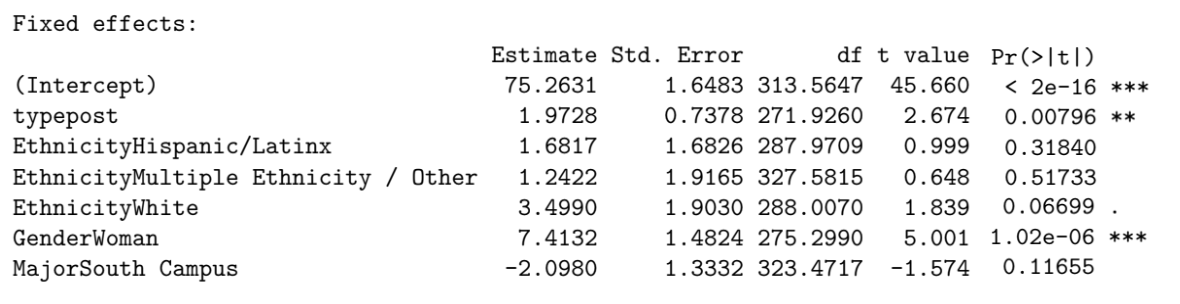 Fixed effects:
Estimate Std. Error df t value Pr(>|t|)
(Intercept) 75.2631 1.6483 313.5647 45.660 < 2e-16 ***
typepost 1.9728 0.7378 271.9260 2.674 0.00796 **
EthnicityHispanic/Latinx 1.6817 1.6826 287.9709 0.999 0.31840
EthnicityMultiple Ethnicity / Other 1.2422 1.9165 327.5815 0.648 0.51733
EthnicityWhite 3.4990 1.9030 288.0070 1.839 0.06699 .
GenderWoman 7.4132 1.4824 275.2990 5.001 1.02e-06 ***
MajorSouth Campus -2.0980 1.3332 323.4717 -1.574 0.11655